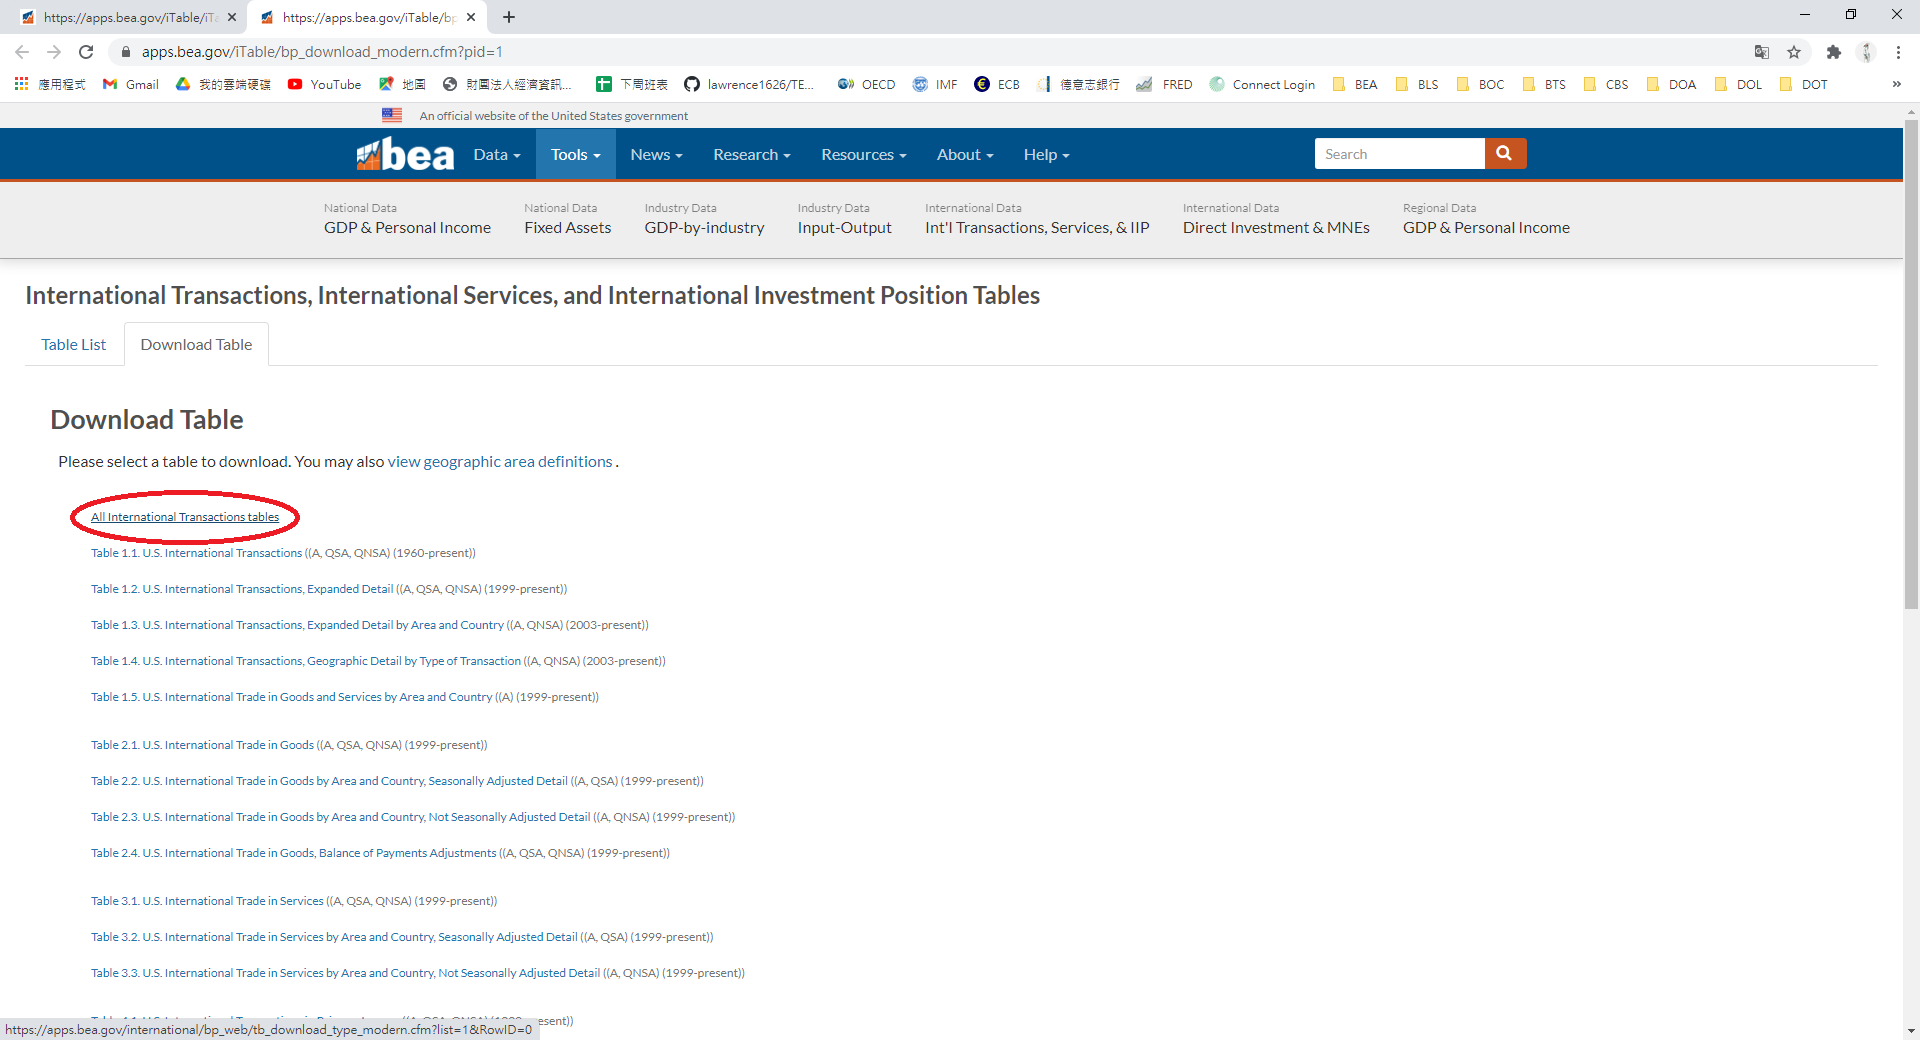 https://apps.bea.gov/iTable/iTa
https://apps.bea.gov/iTable/bp
apps.bea.gov/iTable/bp_download_modern.cfm?pid=1
應用程式 Gmail 我的雲端硬碟 YouTube 地圖 財團法人經濟資訊... 下周班表 lawrence1626/TE... OECD IMF ECB 德意志銀行 FRED Connect Login BEA BLS BOC BTS CBS DOA DOL DOT »
An official website of the United States government
bea Data Tools News Research Resources About Help Search
National Data National Data Industry Data Industry Data International Data International Data Regional Data
GDP & Personal Income Fixed Assets GDP-by-industry Input-Output Int'l Transactions, Services, & IIP Direct Investment & MNEs GDP & Personal Income
International Transactions, International Services, and International Investment Position Tables
Table List Download Table
Download Table
Please select a table to download. You may also view geographic area definitions .
All International Transactions tables
Table 1.1. U.S. International Transactions ((A, QSA, QNSA) (1960-present))
Table 1.2. U.S. International Transactions, Expanded Detail ((A, QSA, QNSA) (1999-present))
Table 1.3. U.S. International Transactions, Expanded Detail by Area and Country ((A, QNSA) (2003-present))
Table 1.4. U.S. International Transactions, Geographic Detail by Type of Transaction ((A, QNSA) (2003-present))
Table 1.5. U.S. International Trade in Goods and Services by Area and Country ((A) (1999-present))
Table 2.1. U.S. International Trade in Goods ((A, QSA, QNSA) (1999-present))
Table 2.2. U.S. International Trade in Goods by Area and Country, Seasonally Adjusted Detail ((A, QSA) (1999-present))
Table 2.3. U.S. International Trade in Goods by Area and Country, Not Seasonally Adjusted Detail ((A, QNSA) (1999-present))
Table 2.4. U.S. International Trade in Goods, Balance of Payments Adjustments ((A, QSA, QNSA) (1999-present))
Table 3.1. U.S. International Trade in Services ((A, QSA, QNSA) (1999-present))
Table 3.2. U.S. International Trade in Services by Area and Country, Seasonally Adjusted Detail ((A, QSA) (1999-present))
Table 3.3. U.S. International Trade in Services by Area and Country, Not Seasonally Adjusted Detail ((A, QNSA) (1999-present))
esent))
https://apps.bea.gov/international/bp_web/tb_download_type_modern.cfm?list=1&RowID=0